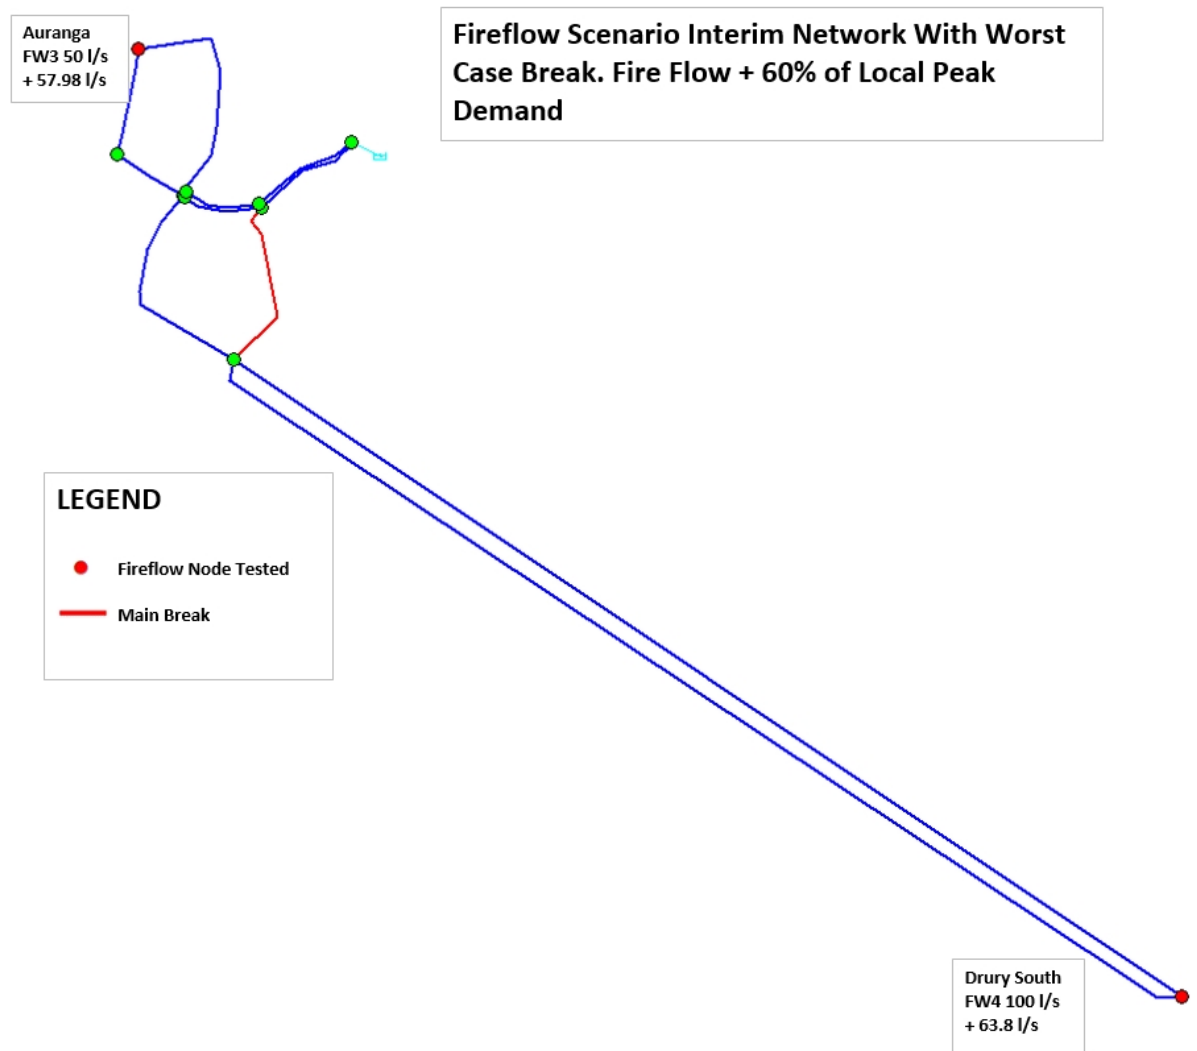 Auranga
FW3 50 l/s
+ 57.98 l/s
Fireflow Scenario Interim Network With Worst
Case Break. Fire Flow + 60% of Local Peak
Demand
LEGEND
Fireflow Node Tested
Main Break
Drury South
FW4 100 l/s
+ 63.8 l/s